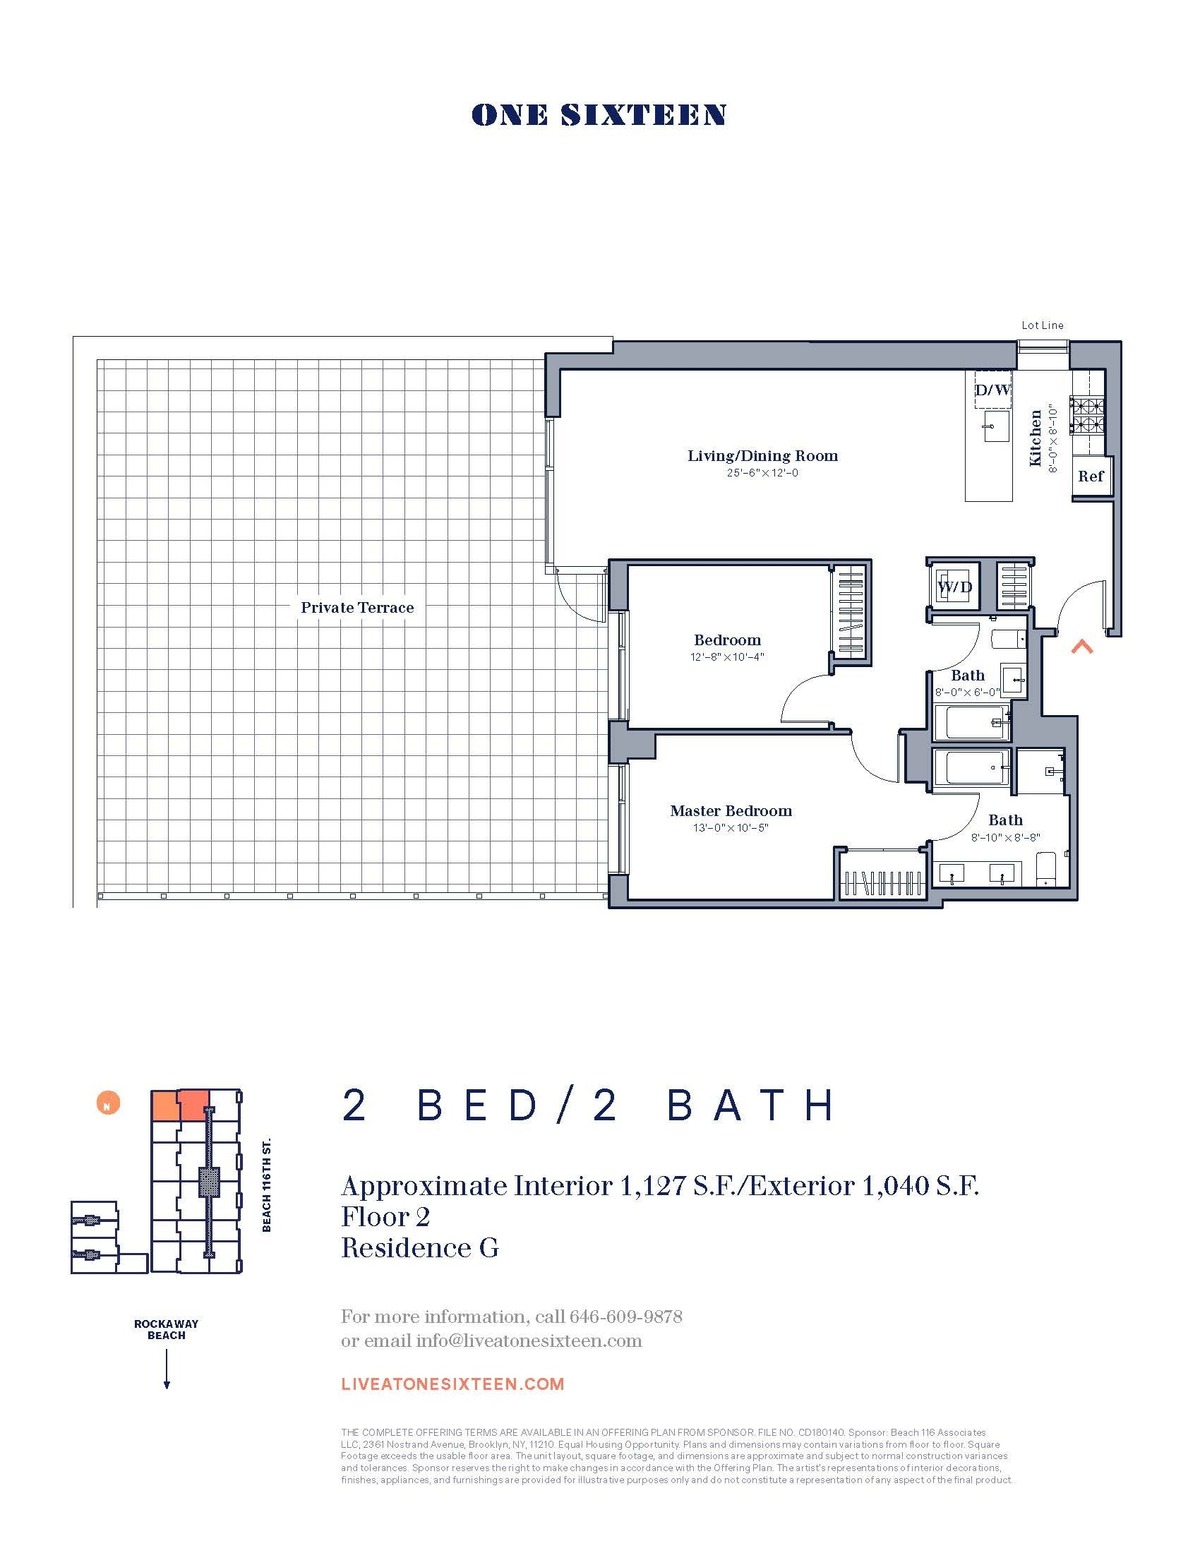 ONE SIXTEEN
Lot Line
D/W
Kitchen
8'-0" × 8'-10"
Living/Dining Room
25'-6" × 12'-0
Ref
W/D
Private Terrace
Bedroom
12'-8" × 10'-4"
Bath
8'-0" × 6'-0"
Master Bedroom
13'-0" × 10'-5"
Bath
8'-10" × 8'-8"
N
BEACH 116TH ST.
ROCKAWAY
BEACH
2 BED/2 BATH
Approximate Interior 1,127 S.F./Exterior 1,040 S.F.
Floor 2
Residence G
For more information, call 646-609-9878
or email info@liveatonesixteen.com
LIVEATONESIXTEEN.COM
THE COMPLETE OFFERING TERMS ARE AVAILABLE IN AN OFFERING PLAN FROM SPONSOR. FILE NO. CD180140. Sponsor: Beach 116 Associates
LLC, 2361 Nostrand Avenue, Brooklyn, NY, 11210. Equal Housing Opportunity. Plans and dimensions may contain variations from floor to floor. Square
Footage exceeds the usable floor area. The unit layout, square footage, and dimensions are approximate and subject to normal construction variances
and tolerances. Sponsor reserves the right to make changes in accordance with the Offering Plan. The artist's representations of interior decorations,
finishes, appliances, and furnishings are provided for illustrative purposes only and do not constitute a representation of any aspect of the final product.